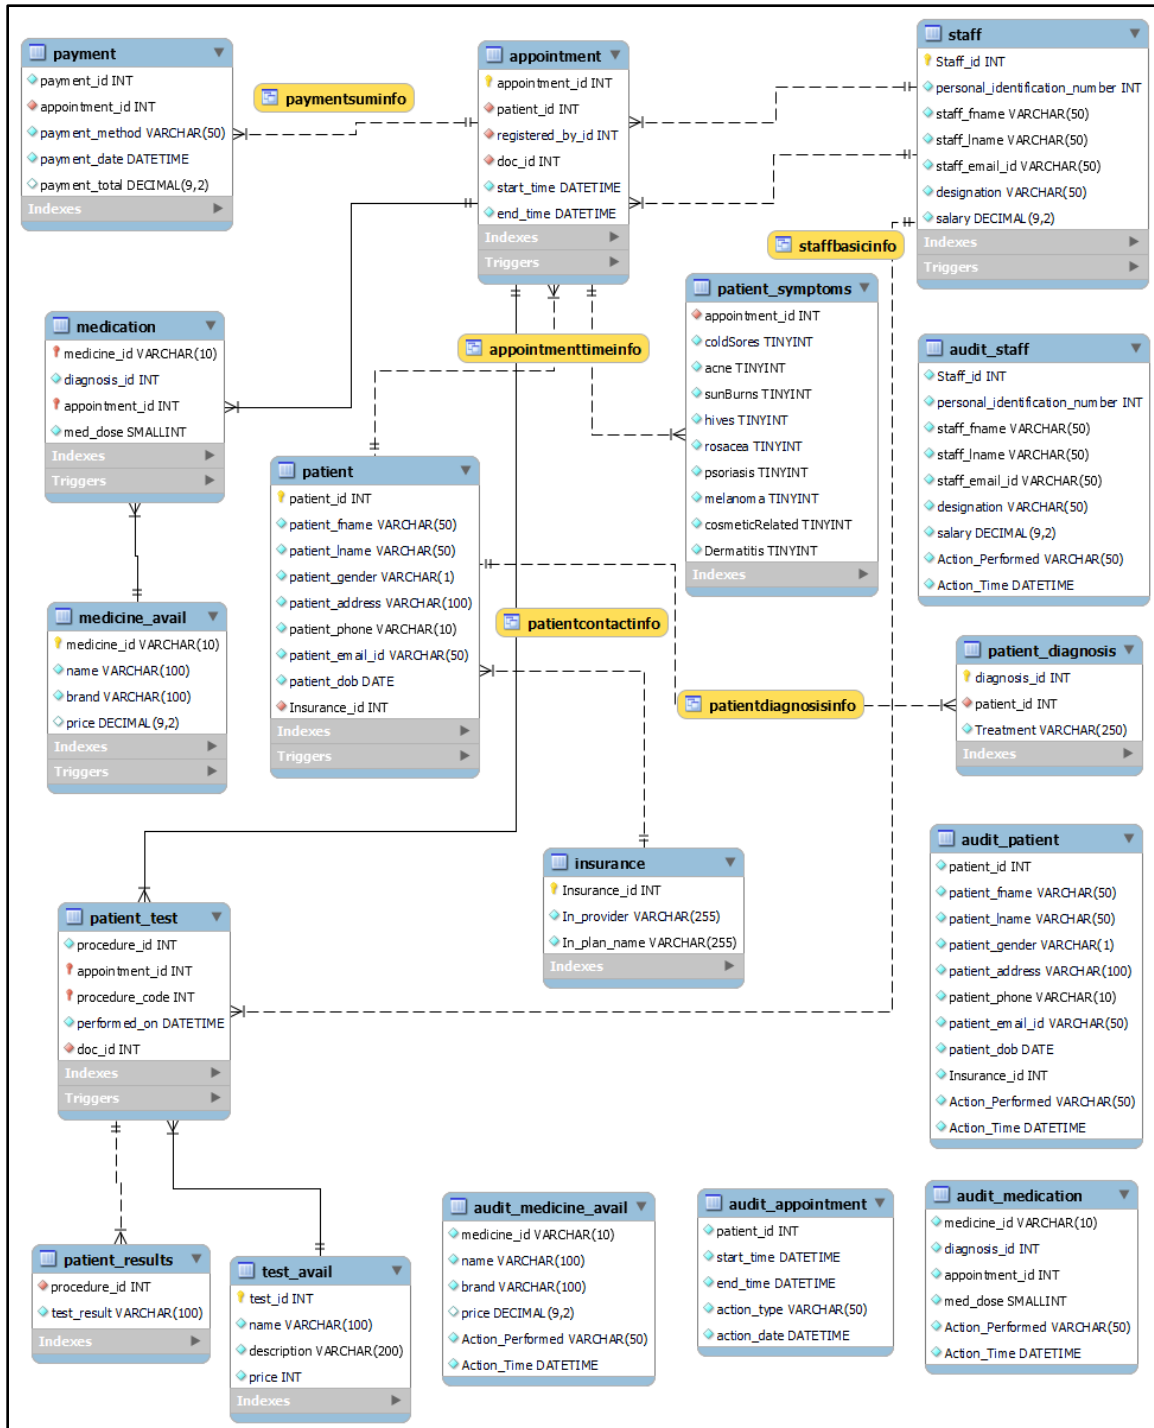 payment
payment_id INT
appointment_id INT
payment_method VARCHAR(50)
payment_date DATETIME
payment_total DECIMAL(9,2)
Indexes
paymentsuminfo
appointment
appointment_id INT
patient_id INT
registered_by_id INT
doc_id INT
start_time DATETIME
end_time DATETIME
Indexes
Triggers
staff
Staff_id INT
personal_identification_number INT
staff_fname VARCHAR(50)
staff_lname VARCHAR(50)
staff_email_id VARCHAR(50)
designation VARCHAR(50)
salary DECIMAL(9,2)
Indexes
Triggers
staffbasicinfo
medication
medicine_id VARCHAR(10)
diagnosis_id INT
appointment_id INT
med_dose SMALLINT
Indexes
Triggers
appointmenttimeinfo
patient_symptoms
appointment_id INT
coldSores TINYINT
acne TINYINT
sunBurns TINYINT
hives TINYINT
rosacea TINYINT
psoriasis TINYINT
melanoma TINYINT
cosmeticRelated TINYINT
Dermatitis TINYINT
Indexes
audit_staff
Staff_id INT
personal_identification_number INT
staff_fname VARCHAR(50)
staff_lname VARCHAR(50)
staff_email_id VARCHAR(50)
designation VARCHAR(50)
salary DECIMAL(9,2)
Action_Performed VARCHAR(50)
Action_Time DATETIME
patient
patient_id INT
patient_fname VARCHAR(50)
patient_lname VARCHAR(50)
patient_gender VARCHAR(1)
patient_address VARCHAR(100)
patient_phone VARCHAR(10)
patient_email_id VARCHAR(50)
patient_dob DATE
Insurance_id INT
Indexes
Triggers
medicine_avail
medicine_id VARCHAR(10)
name VARCHAR(100)
brand VARCHAR(100)
price DECIMAL(9,2)
Indexes
Triggers
patientcontactinfo
patientdiagnosisinfo
patient_diagnosis
diagnosis_id INT
patient_id INT
Treatment VARCHAR(250)
Indexes
insurance
Insurance_id INT
In_provider VARCHAR(255)
In_plan_name VARCHAR(255)
Indexes
audit_patient
patient_id INT
patient_fname VARCHAR(50)
patient_lname VARCHAR(50)
patient_gender VARCHAR(1)
patient_address VARCHAR(100)
patient_phone VARCHAR(10)
patient_email_id VARCHAR(50)
patient_dob DATE
Insurance_id INT
Action_Performed VARCHAR(50)
Action_Time DATETIME
patient_test
procedure_id INT
appointment_id INT
procedure_code INT
performed_on DATETIME
doc_id INT
Indexes
Triggers
patient_results
procedure_id INT
test_result VARCHAR(100)
Indexes
test_avail
test_id INT
name VARCHAR(100)
description VARCHAR(200)
price INT
Indexes
audit_medicine_avail
medicine_id VARCHAR(10)
name VARCHAR(100)
brand VARCHAR(100)
price DECIMAL(9,2)
Action_Performed VARCHAR(50)
Action_Time DATETIME
audit_appointment
patient_id INT
start_time DATETIME
end_time DATETIME
action_type VARCHAR(50)
action_date DATETIME
audit_medication
medicine_id VARCHAR(10)
diagnosis_id INT
appointment_id INT
med_dose SMALLINT
Action_Performed VARCHAR(50)
Action_Time DATETIME